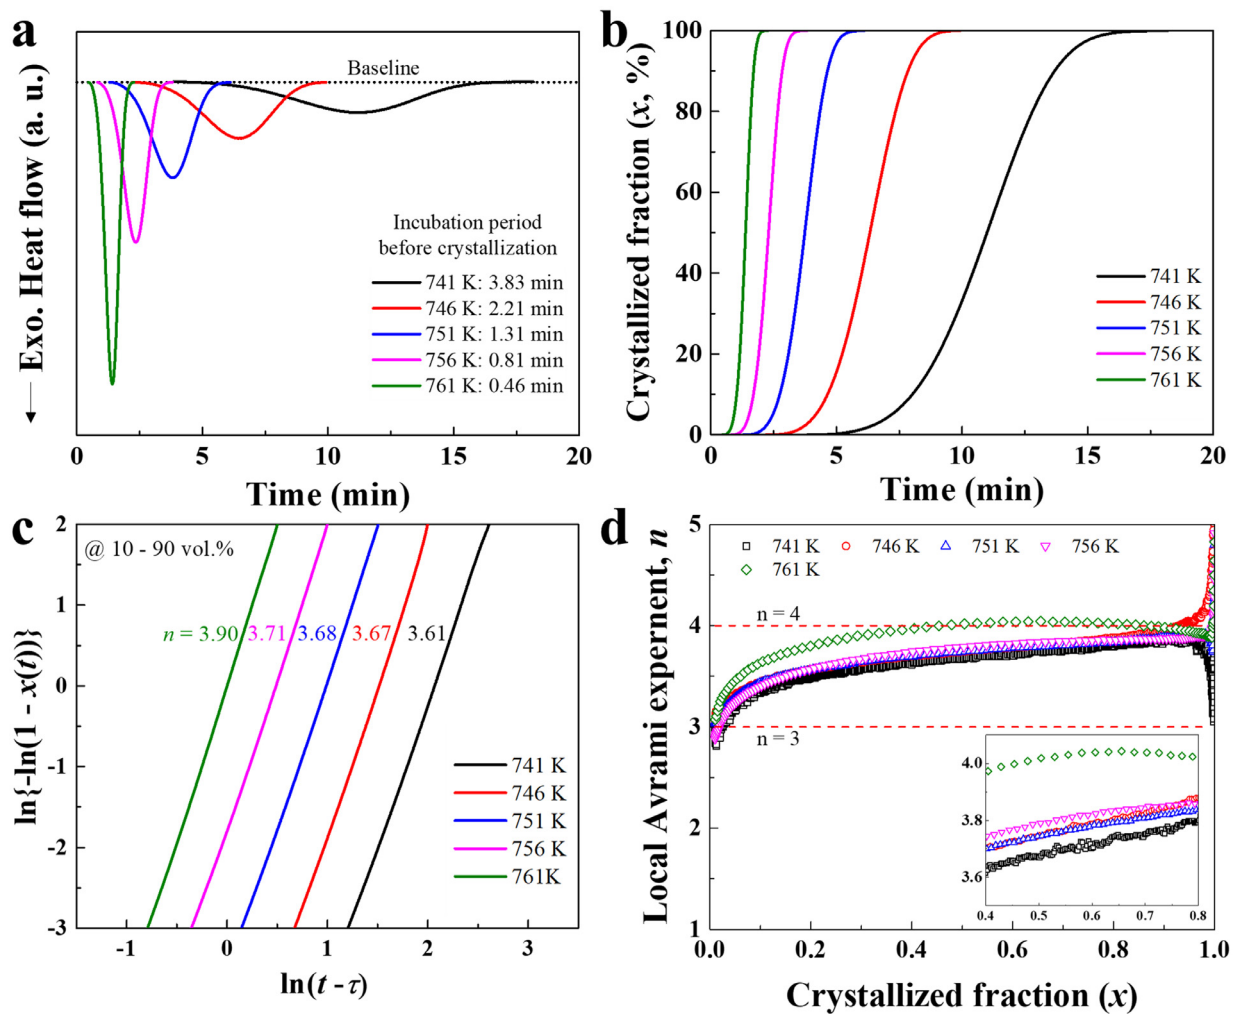 a
Exo. Heat flow (a. u.)
Baseline
Incubation period
before crystallization
741 K: 3.83 min
746 K: 2.21 min
751 K: 1.31 min
756 K: 0.81 min
761 K: 0.46 min
0 5 10 15 20
Time (min)
b
Crystallized fraction (x, %)
100
80
60
40
20
0
741 K
746 K
751 K
756 K
761 K
0 5 10 15 20
Time (min)
c
ln{-ln(1 - x(t))}
2
1
0
-1
-2
-3
@ 10 - 90 vol.%
n = 3.90 3.71 3.68 3.67 3.61
741 K
746 K
751 K
756 K
761K
-1 0 1 2 3
ln(t - τ)
d
Local Avrami expernent, n
5
4
3
2
1
741 K 746 K 751 K 756 K
761 K
n = 4
n = 3
4.0
3.8
3.6
0.4 0.5 0.6 0.7 0.8
0.0 0.2 0.4 0.6 0.8 1.0
Crystallized fraction (x)